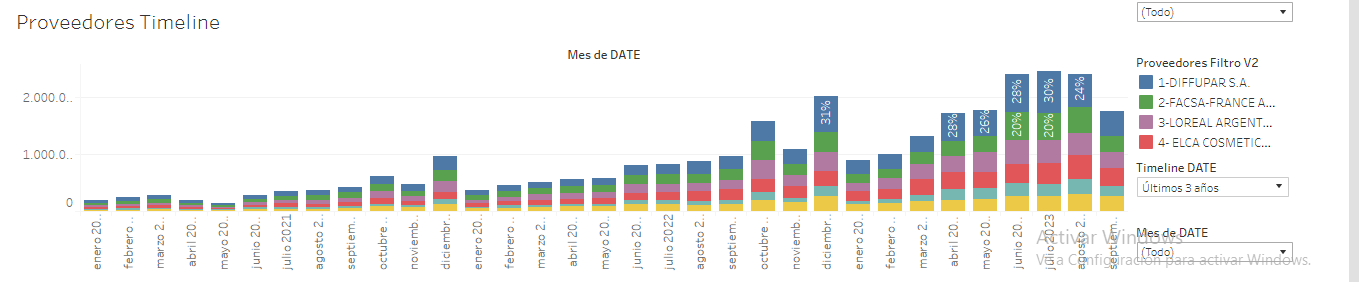 Proveedores Timeline
(Todo)
Mes de DATE
Proveedores Filtro V2
1-DIFFUPAR S.A.
2-FACSA-FRANCE A...
3-LOREAL ARGENT...
4- ELCA COSMETIC...
Timeline DATE
Últimos 3 años
Mes de DATE
(Todo)
2.000.0..
1.000.0..
0
31%
28%
26%
28%
20%
30%
20%
24%
enero 20..
febrero ..
marzo 2..
abril 20..
mayo 20..
junio 20..
julio 2021
agosto 2..
septiem..
octubre..
noviemb..
diciembr..
enero 20..
febrero ..
marzo 2..
abril 20..
mayo 20..
junio 20..
julio 2022
agosto 2..
septiem..
octubre..
noviemb..
diciembr..
enero 20..
febrero ..
marzo 2..
abril 20..
mayo 20..
junio 20..
julio 2023
agosto 2..
septiem..
Activar Windows
Ve a Configuración para activar Windows.